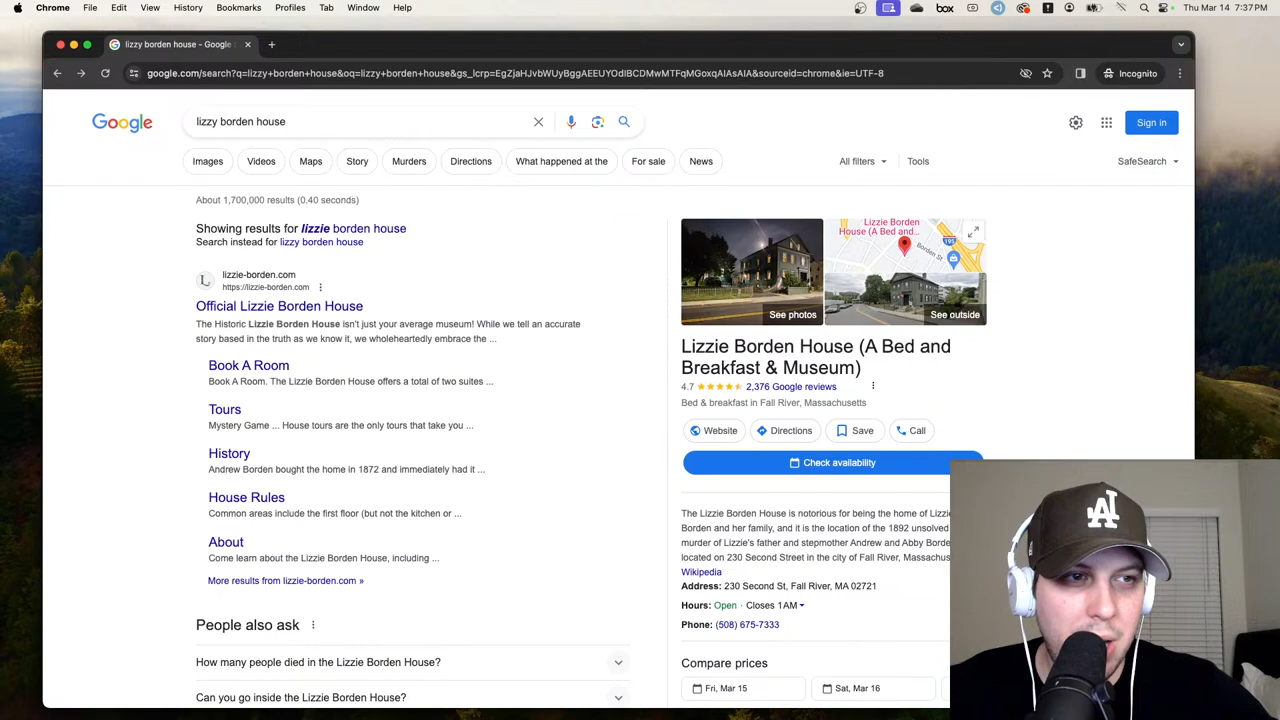 Chrome File Edit View History Bookmarks Profiles Tab Window Help
box
Thu Mar 14 7:37 PM
lizzy borden house - Google
google.com/search?q=lizzy+borden+house&oq=lizzy+borden+house&gs_lcrp=EgZjaHJvbWUyBggAEEUYOdIBCDMwMTFqMGoxqAIAsAIA&sourceid=chrome&ie=UTF-8
Incognito
Google
lizzy borden house
Sign in
Images Videos Maps Story Murders Directions What happened at the For sale News
All filters Tools
SafeSearch
About 1,700,000 results (0.40 seconds)
Showing results for lizzie borden house
Search instead for lizzy borden house
lizzie-borden.com
https://lizzie-borden.com
Official Lizzie Borden House
The Historic Lizzie Borden House isn't just your average museum! While we tell an accurate
story based in the truth as we know it, we wholeheartedly embrace the ...
Book A Room
Book A Room. The Lizzie Borden House offers a total of two suites ...
Tours
Mystery Game ... House tours are the only tours that take you ...
History
Andrew Borden bought the home in 1872 and immediately had it ...
House Rules
Common areas include the first floor (but not the kitchen or ...
About
Come learn about the Lizzie Borden House, including ...
More results from lizzie-borden.com »
People also ask
How many people died in the Lizzie Borden House?
Can you go inside the Lizzie Borden House?
Lizzie Borden
House (A Bed and...
Borden St
195
See photos
See outside
Lizzie Borden House (A Bed and
Breakfast & Museum)
4.7 2,376 Google reviews
Bed & breakfast in Fall River, Massachusetts
Website Directions Save Call
Check availability
The Lizzie Borden House is notorious for being the home of Lizzie
Borden and her family, and it is the location of the 1892 unsolved
murder of Lizzie's father and stepmother Andrew and Abby Borde
located on 230 Second Street in the city of Fall River, Massachus
Wikipedia
Address: 230 Second St, Fall River, MA 02721
Hours: Open · Closes 1AM
Phone: (508) 675-7333
Compare prices
Fri, Mar 15
Sat, Mar 16